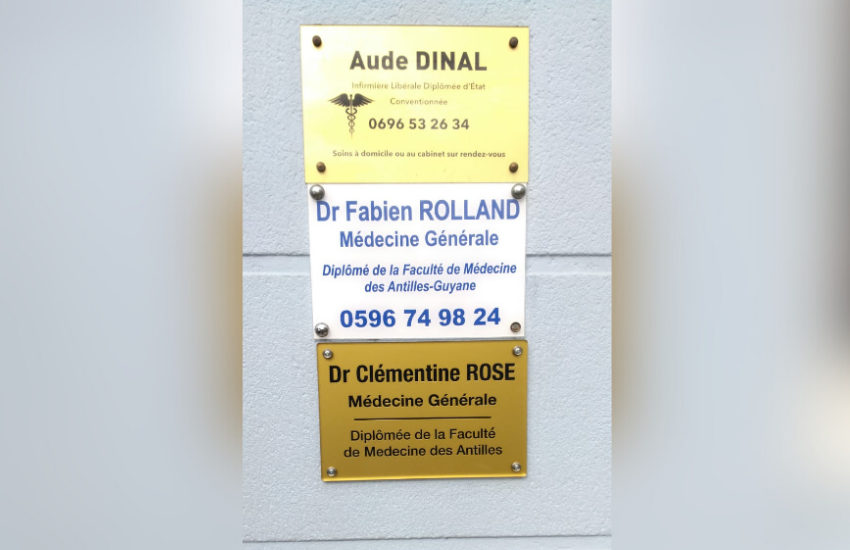 Aude DINAL
Infirmière Libérale Diplômée d'État
Conventionnée
0696 53 26 34
Soins à domicile ou au cabinet sur rendez-vous
Dr Fabien ROLLAND
Médecine Générale
Diplômé de la Faculté de Médecine
des Antilles-Guyane
0596 74 98 24
Dr Clémentine ROSE
Médecine Générale
Diplômée de la Faculté
de Medecine des Antilles